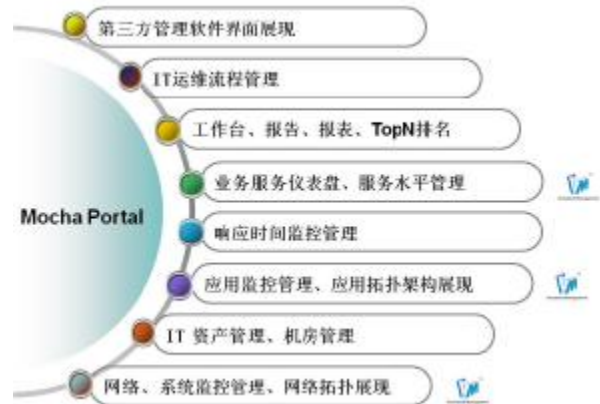 第三方管理软件界面展现
IT运维流程管理
工作台、报告、报表、TopN排名
业务服务仪表盘、服务水平管理
Mocha Portal
响应时间监控管理
应用监控管理、应用拓扑架构展现
IT 资产管理、机房管理
网络、系统监控管理、网络拓扑展现